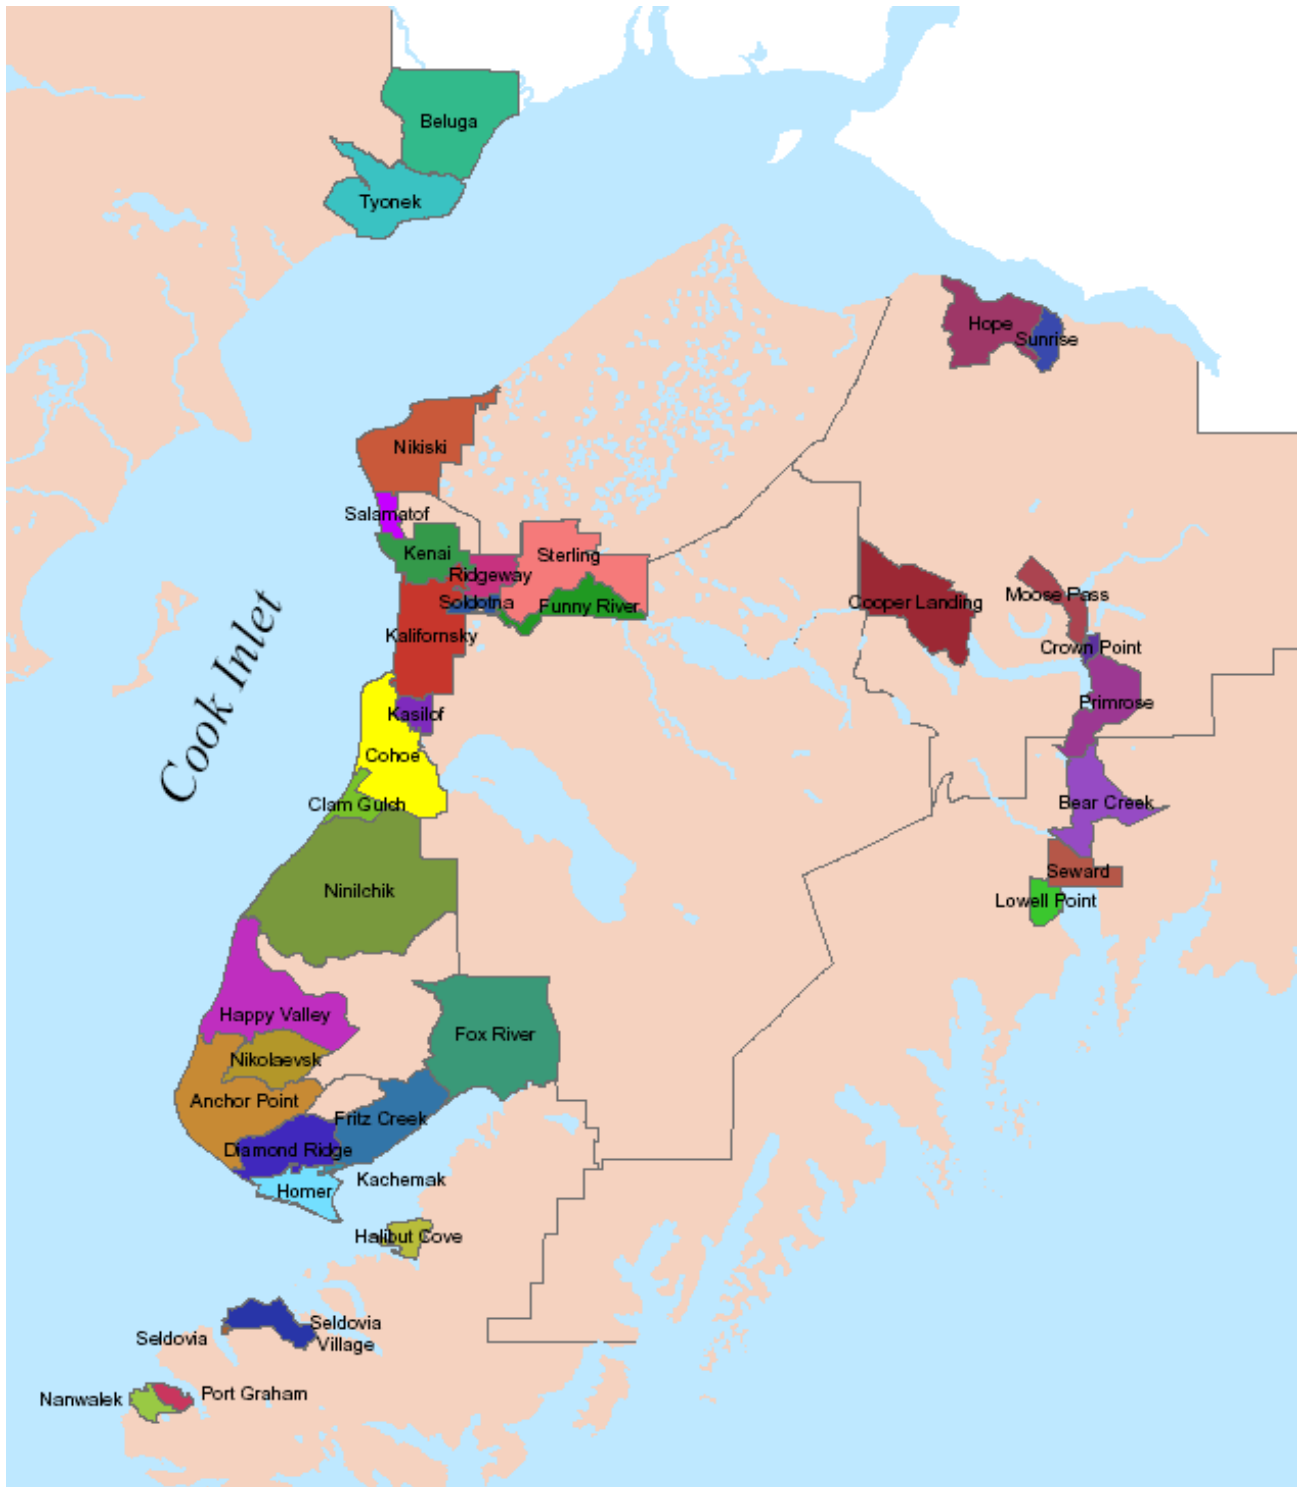 Beluga
Tyonek
Hope
Sunrise
Nikiski
Salamatof
Kenai
Sterling
Ridgeway
Soldotna
Funny River
Cooper Landing
Moose Pass
Kalifornsky
Crown Point
Cook Inlet
Kasilof
Primrose
Cohoe
Clam Gulch
Bear Creek
Ninilchik
Seward
Lowell Point
Happy Valley
Fox River
Nikolaevsk
Anchor Point
Fritz Creek
Diamond Ridge
Kachemak
Homer
Halibut Cove
Seldovia
Village
Seldovia
Nanwalek
Port Graham